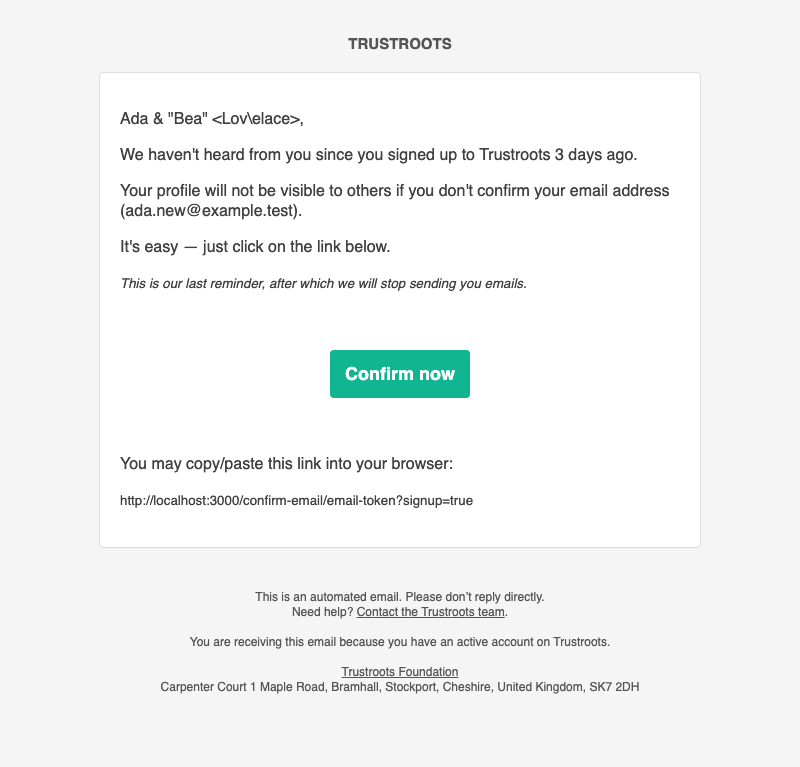 TRUSTROOTS
Ada & "Bea" <Lov\elace>,
We haven't heard from you since you signed up to Trustroots 3 days ago.
Your profile will not be visible to others if you don't confirm your email address
(ada.new@example.test).
It's easy — just click on the link below.
This is our last reminder, after which we will stop sending you emails.
Confirm now
You may copy/paste this link into your browser:
http://localhost:3000/confirm-email/email-token?signup=true
This is an automated email. Please don’t reply directly.
Need help? Contact the Trustroots team.
You are receiving this email because you have an active account on Trustroots.
Trustroots Foundation
Carpenter Court 1 Maple Road, Bramhall, Stockport, Cheshire, United Kingdom, SK7 2DH